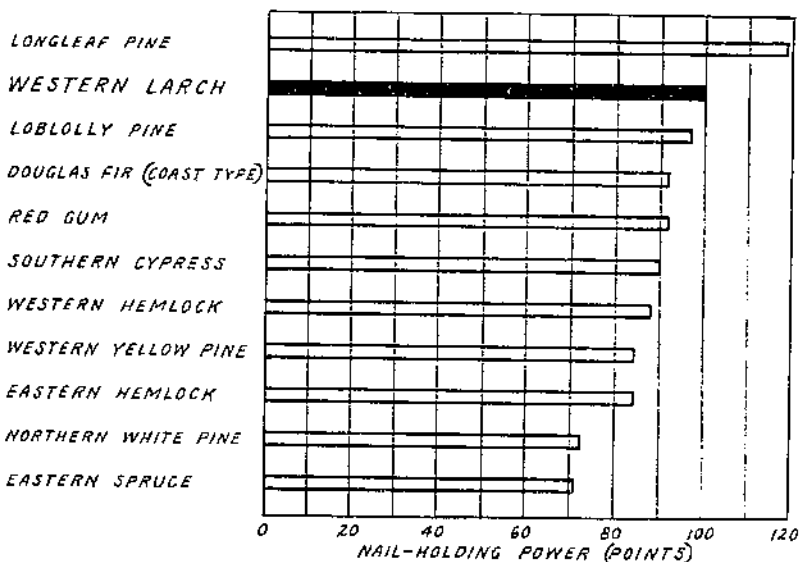 LONGLEAF PINE
WESTERN LARCH
LOBLOLLY PINE
DOUGLAS FIR (COAST TYPE)
RED GUM
SOUTHERN CYPRESS
WESTERN HEMLOCK
WESTERN YELLOW PINE
EASTERN HEMLOCK
NORTHERN WHITE PINE
EASTERN SPRUCE
0 20 40 60 80 100 120
NAIL-HOLDING POWER (POINTS)